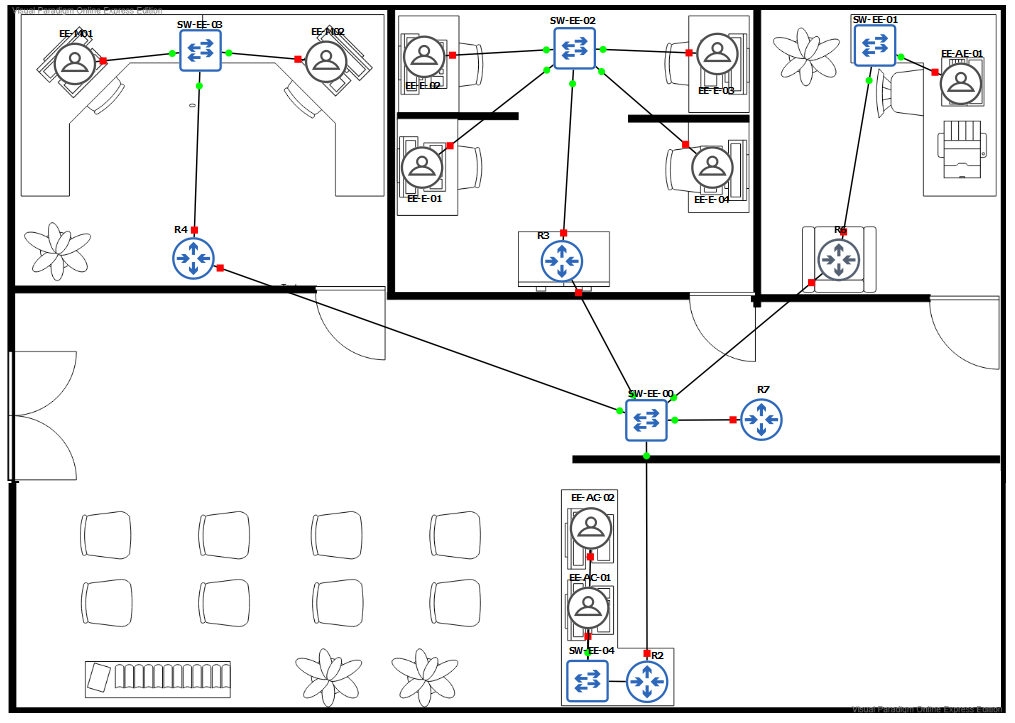 Visual Paradigm Online Express Edition
SW-EE-03
EE-M01
EE-M02
SW-EE-02
SW-EE-01
EE-E-02
EE-E-03
EE-AE-01
EE-E-01
EE-E-04
R4
R3
R6
SW-EE-00
R7
EE-AC-02
EE-AC-01
SW-EE-04
R2
Visual Paradigm Online Express Edition